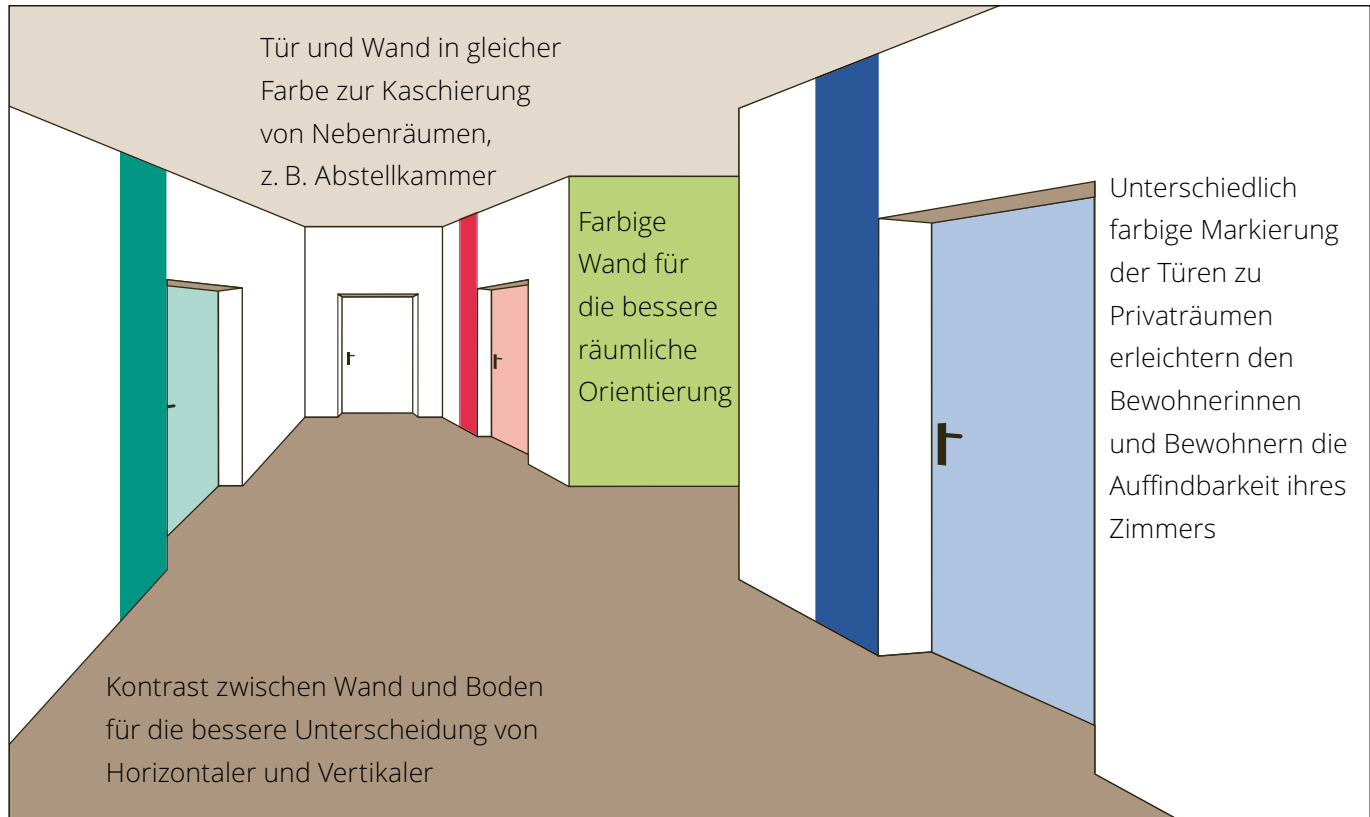 Tür und Wand in gleicher
Farbe zur Kaschierung
von Nebenräumen,
z. B. Abstellkammer
Farbige
Wand für
die bessere
räumliche
Orientierung
Unterschiedlich
farbige Markierung
der Türen zu
Privaträumen
erleichtern den
Bewohnerinnen
und Bewohnern die
Auffindbarkeit ihres
Zimmers
Kontrast zwischen Wand und Boden
für die bessere Unterscheidung von
Horizontaler und Vertikaler